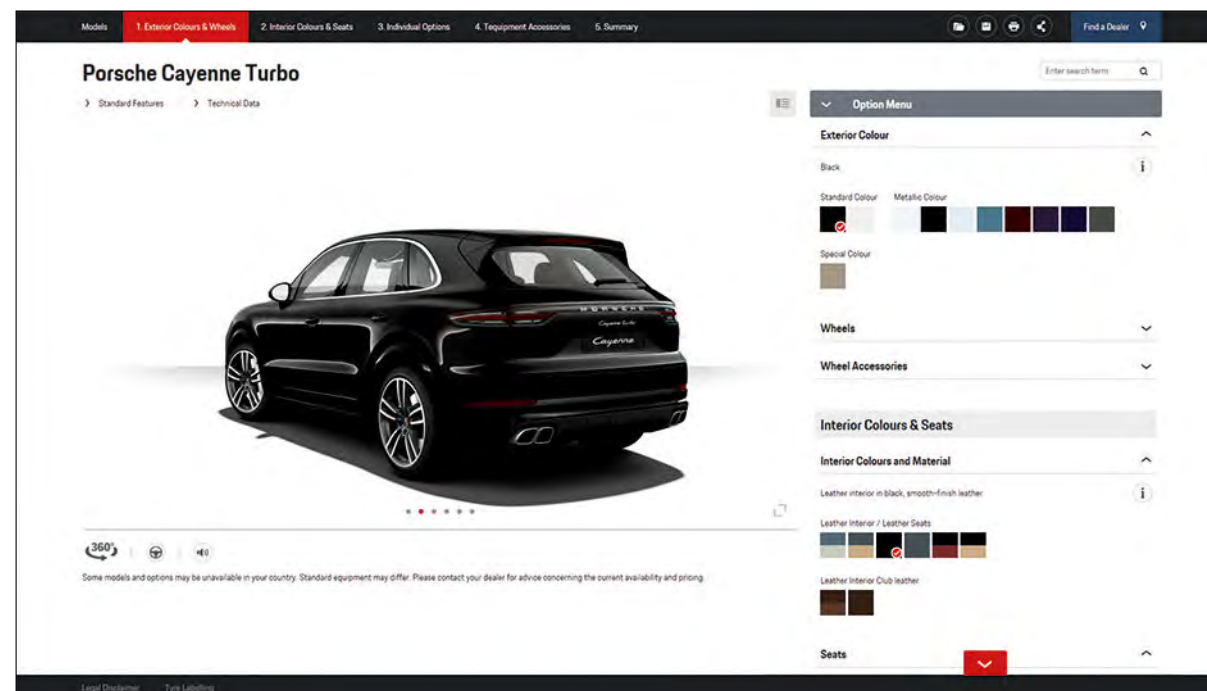 Models 1. Exterior Colours & Wheels 2. Interior Colours & Seats 3. Individual Options 4. Tequipment Accessories 5. Summary Find a Dealer
Porsche Cayenne Turbo
Enter search term
Standard Features Technical Data
Option Menu
Exterior Colour
Black
Standard Colour Metallic Colour
Special Colour
PORSCHE
Cayenne Turbo
Cayenne
Wheels
Wheel Accessories
Interior Colours & Seats
Interior Colours and Material
Leather interior in black, smooth-finish leather
Leather Interior / Leather Seats
360°
Some models and options may be unavailable in your country. Standard equipment may differ. Please contact your dealer for advice concerning the current availability and pricing.
Leather Interior Club leather
Seats
Legal Disclaimer Tyre Labelling